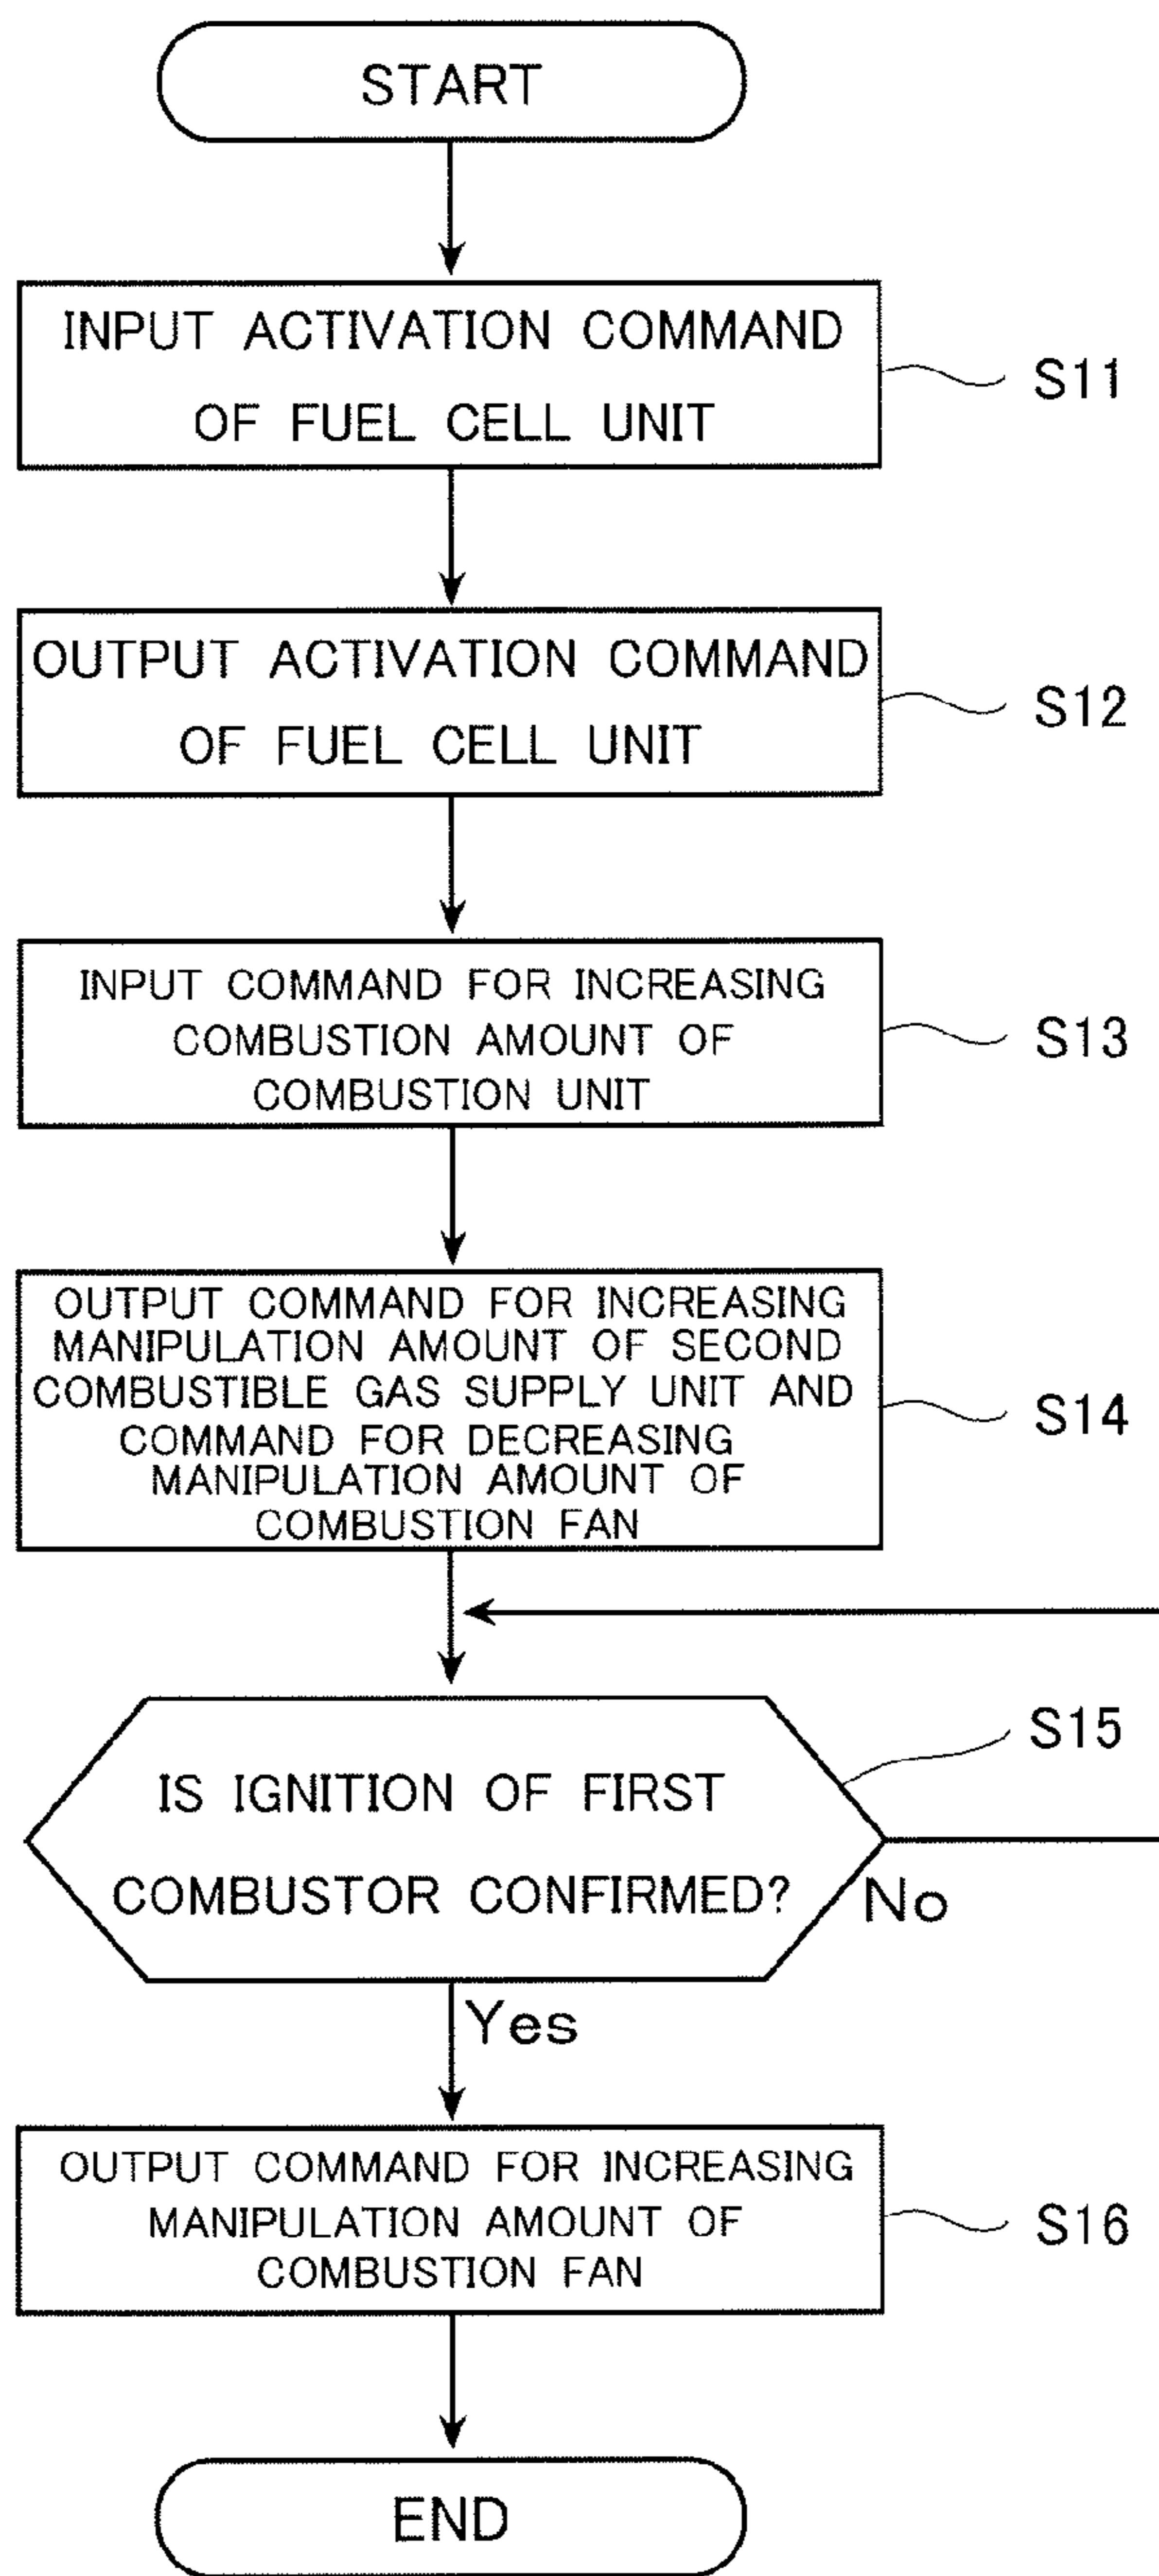 START
INPUT ACTIVATION COMMAND
OF FUEL CELL UNIT
S11
OUTPUT ACTIVATION COMMAND
OF FUEL CELL UNIT
S12
INPUT COMMAND FOR INCREASING
COMBUSTION AMOUNT OF
COMBUSTION UNIT
S13
OUTPUT COMMAND FOR INCREASING
MANIPULATION AMOUNT OF SECOND
COMBUSTIBLE GAS SUPPLY UNIT AND
COMMAND FOR DECREASING
MANIPULATION AMOUNT OF
COMBUSTION FAN
S14
S15
IS IGNITION OF FIRST
COMBUSTOR CONFIRMED?
No
Yes
OUTPUT COMMAND FOR INCREASING
MANIPULATION AMOUNT OF
COMBUSTION FAN
S16
END